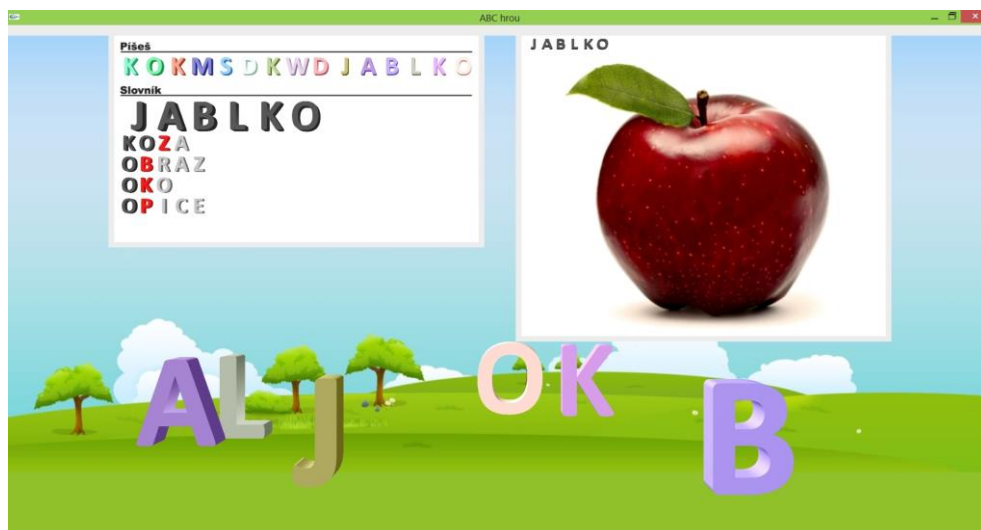 ABC hrou
Píšeš
KOKMSDKWDJABLKO
Slovník
JABLKO
KOZA
OBRAZ
OKO
OPICE
JABLKO
A L J O K B